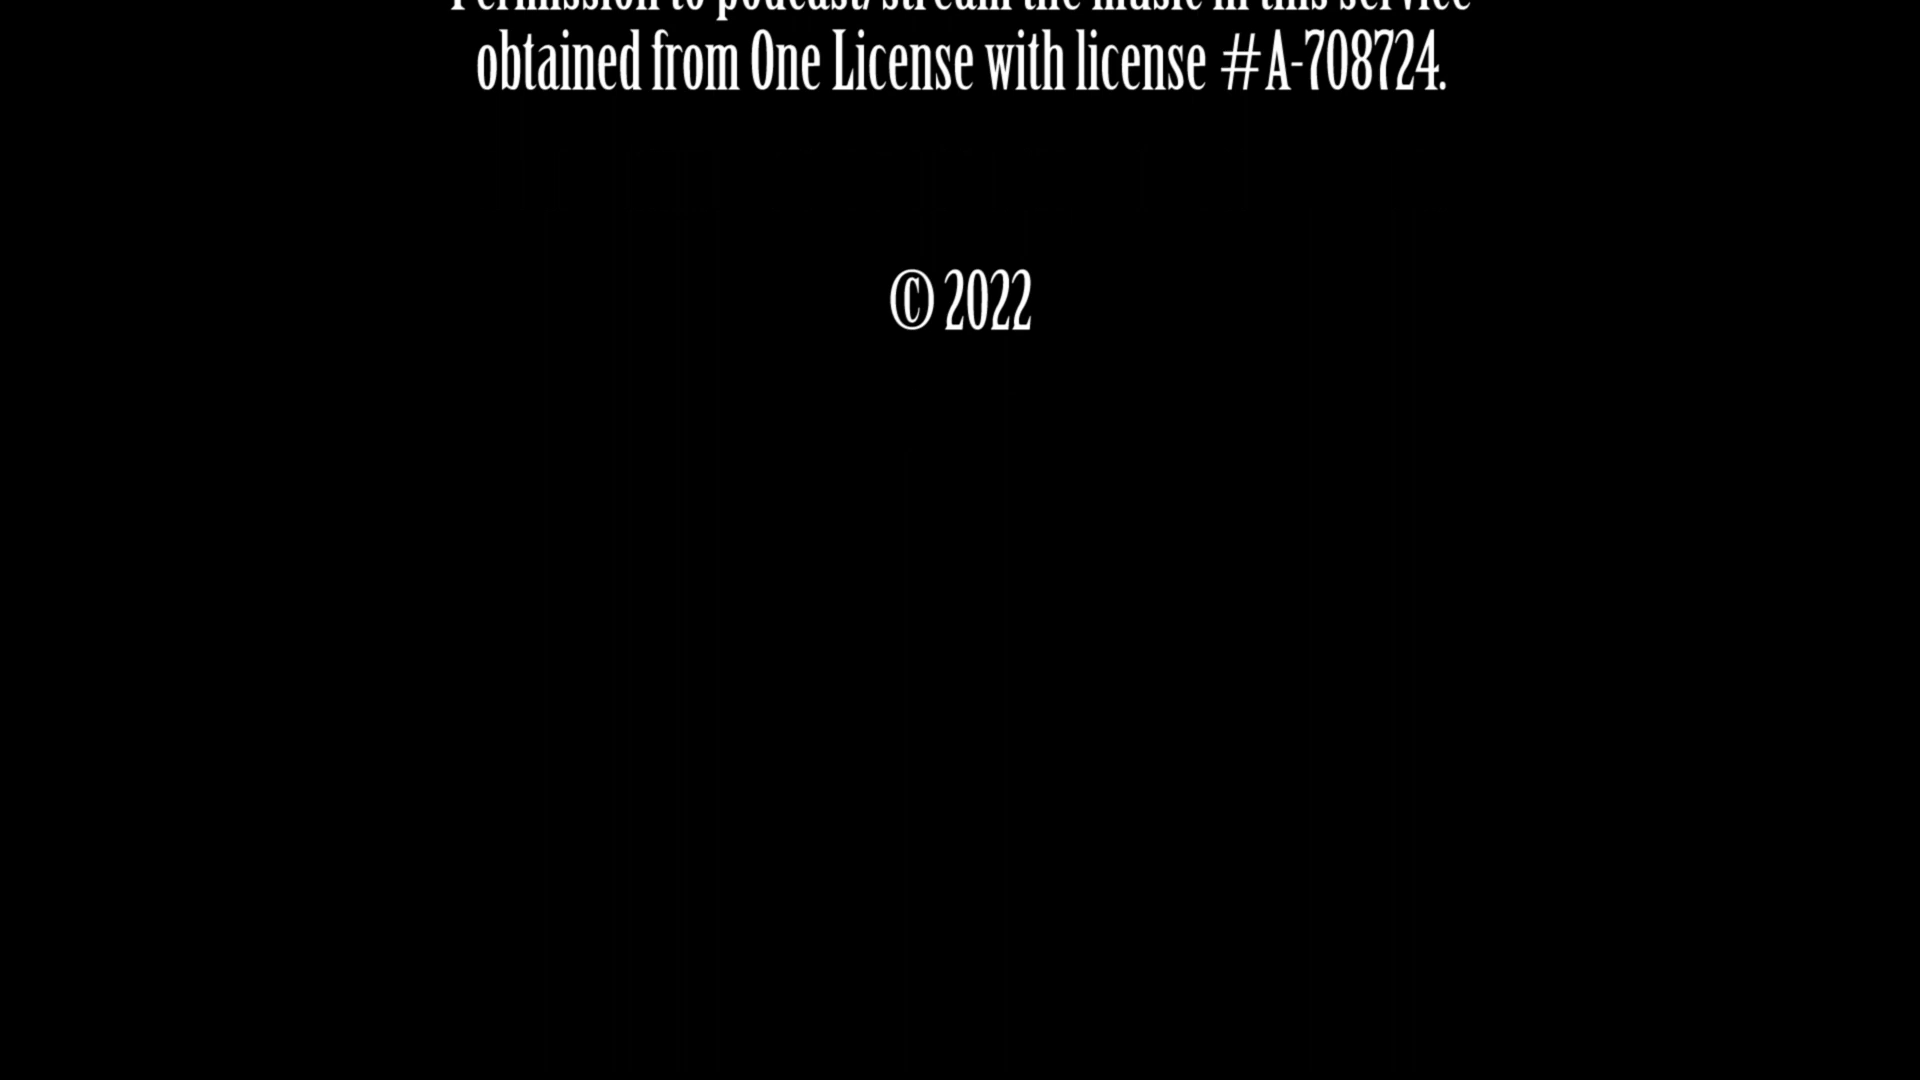 Permission to podcast/stream the music in this service
obtained from One License with license #A-708724.
© 2022